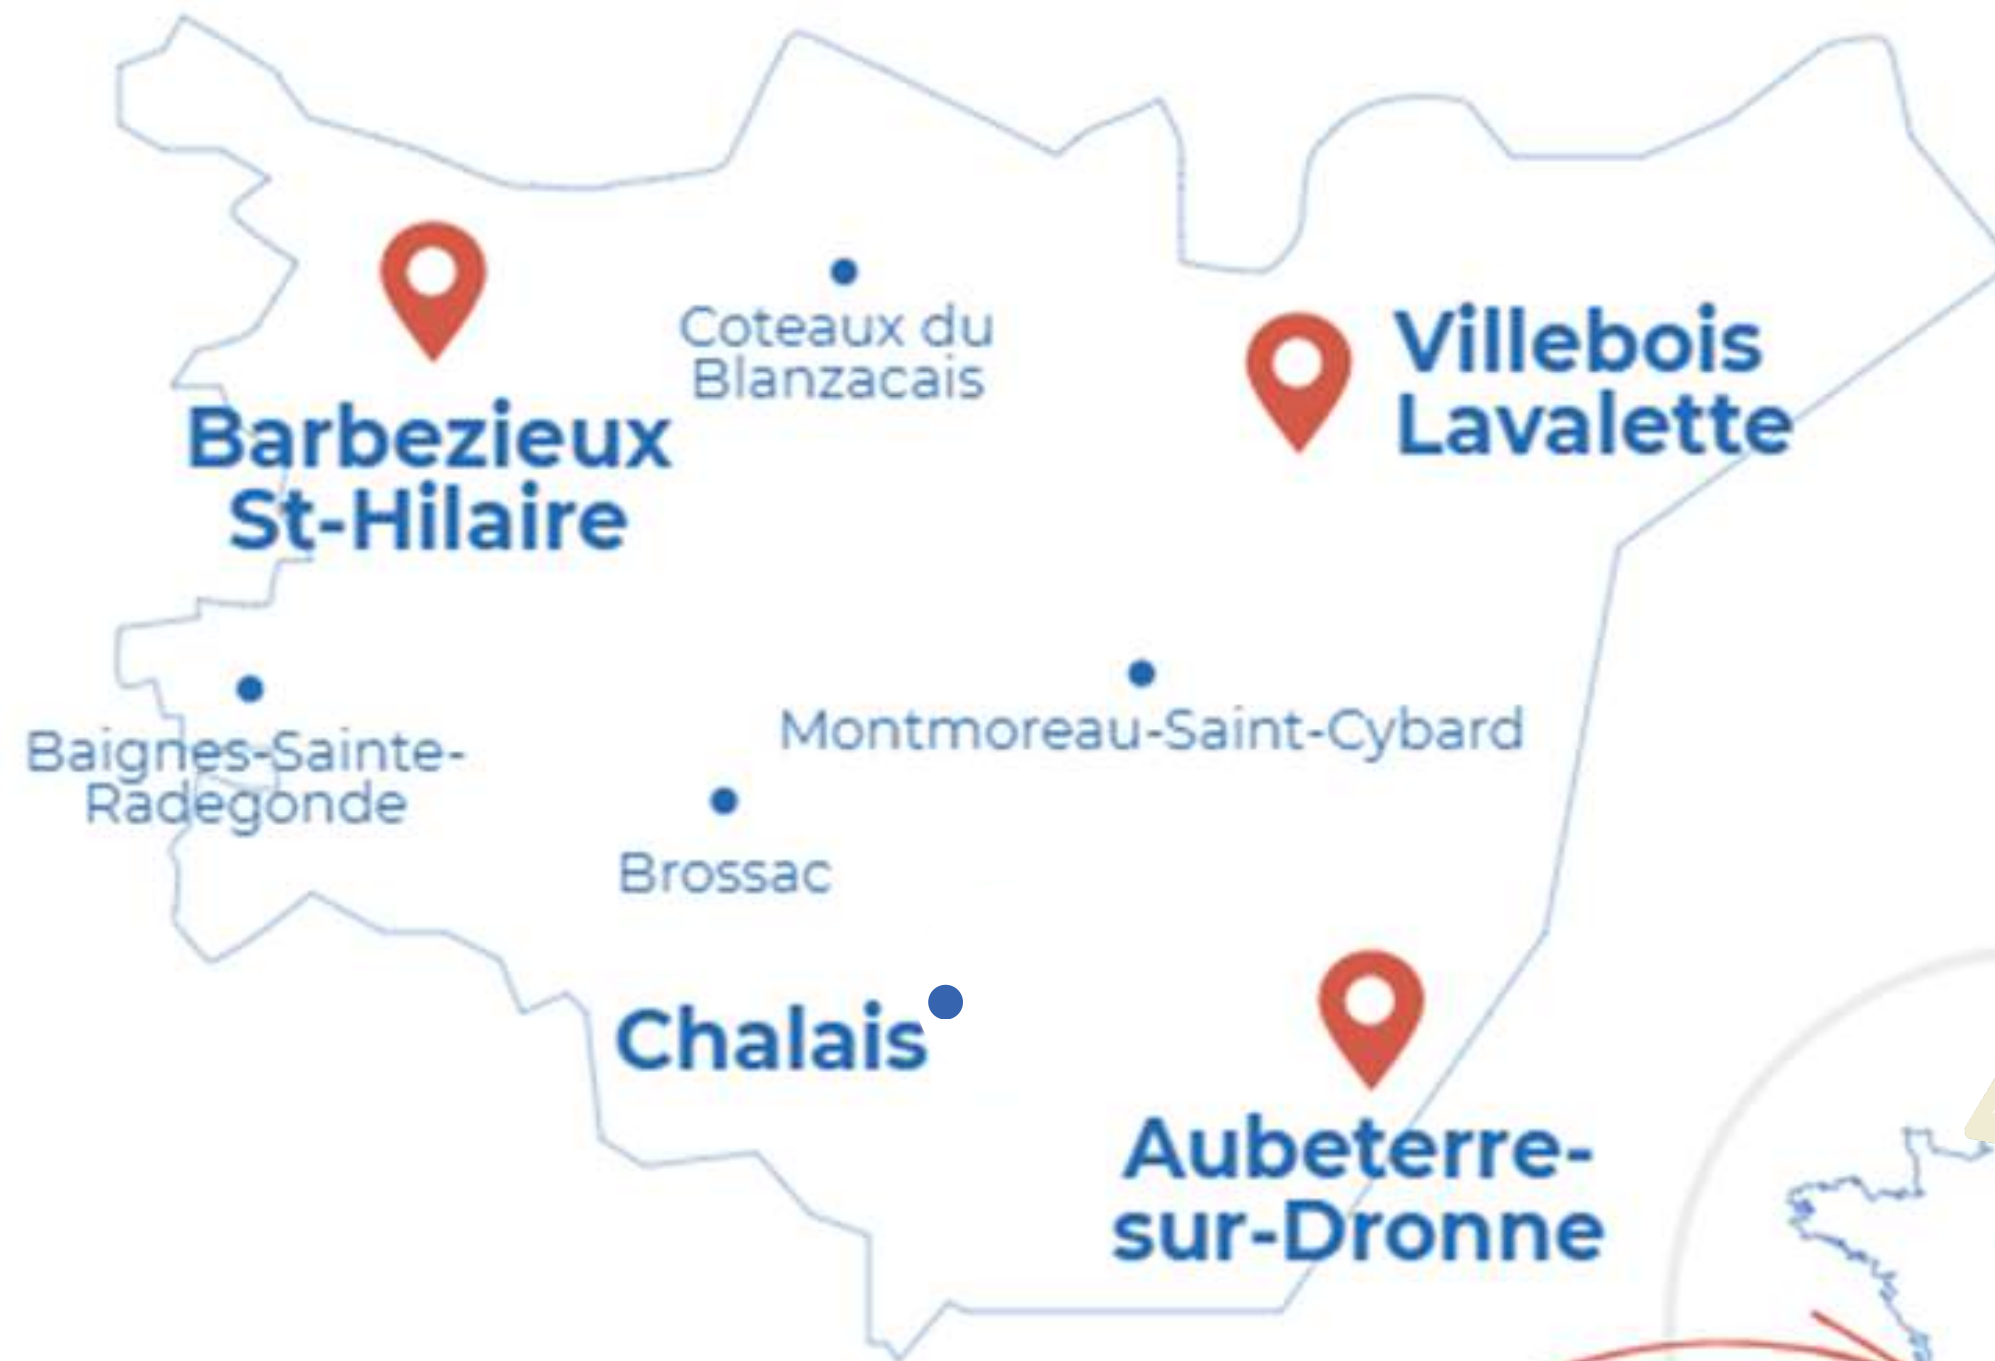 Coteaux du
Blanzacais
Villebois
Lavalette
Barbezieux
St-Hilaire
Baignes-Sainte-
Radegonde
Montmoreau-Saint-Cybard
Brossac
Chalais
Aubeterre-
sur-Dronne